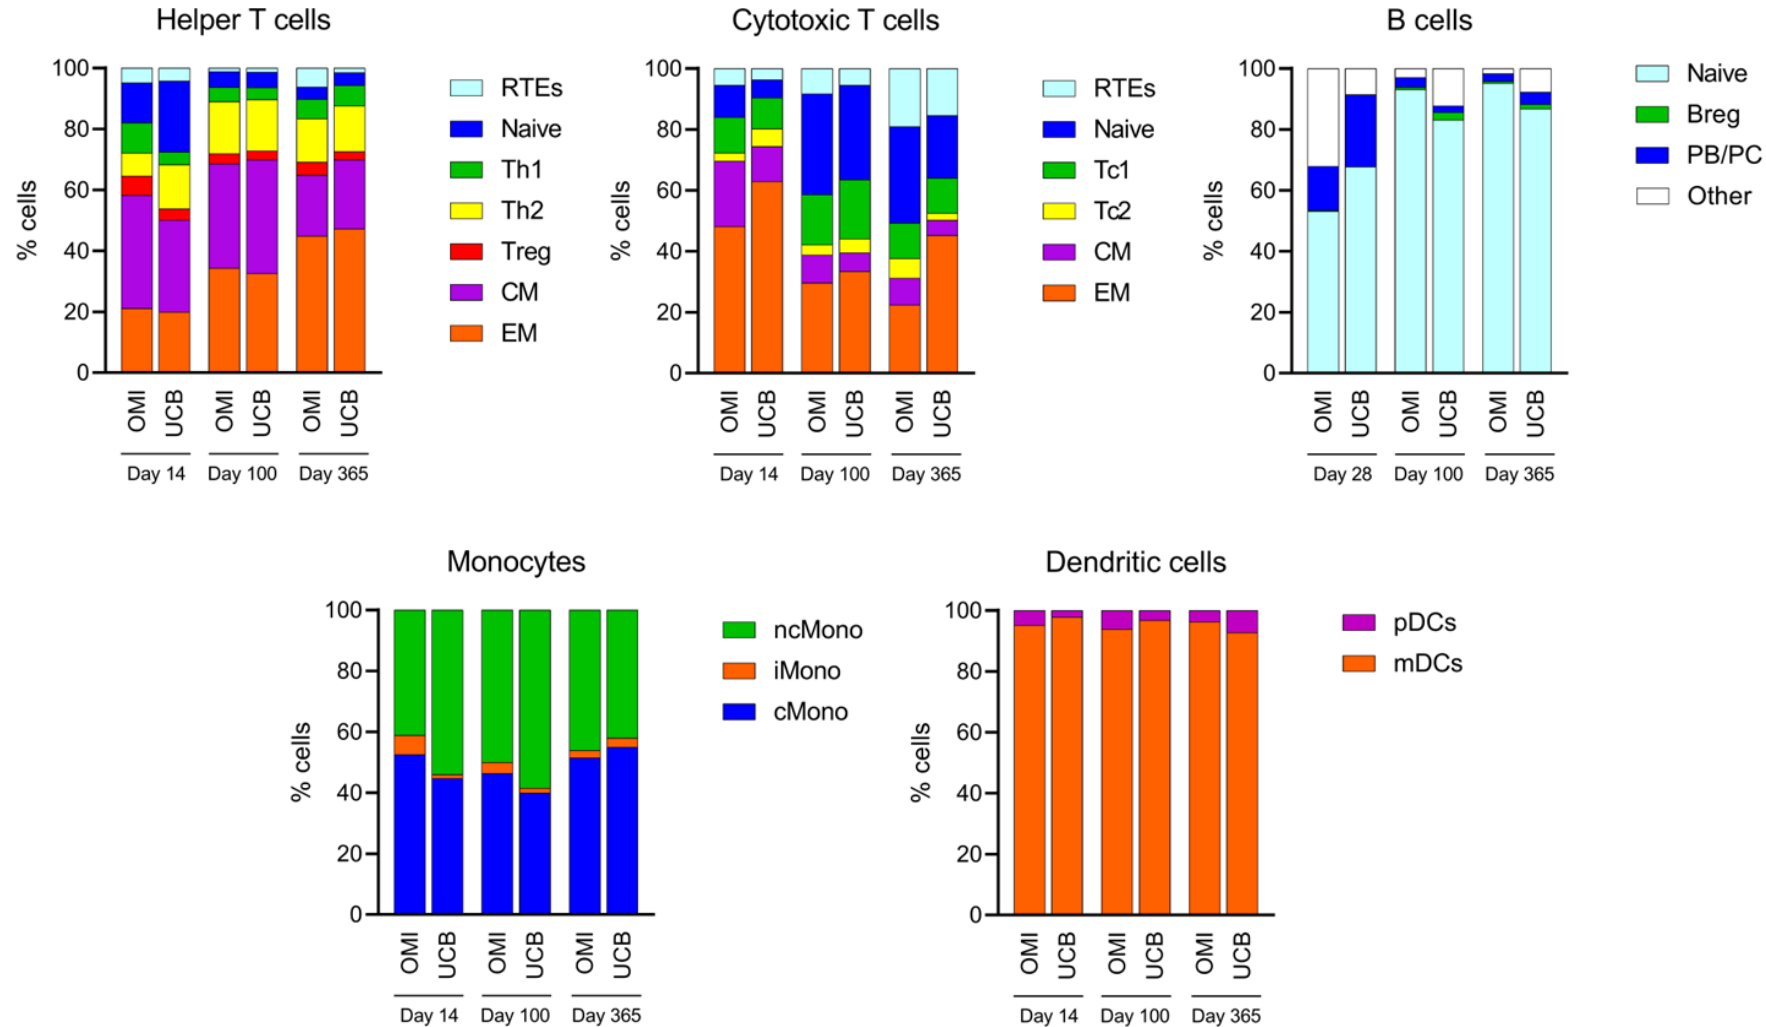 Helper T cells
100
80
60
40
20
0
% cells
OMI
UCB
OMI
UCB
OMI
UCB
Day 14
Day 100
Day 365
RTEs
Naive
Th1
Th2
Treg
CM
EM
Cytotoxic T cells
100
80
60
40
20
0
% cells
OMI
UCB
OMI
UCB
OMI
UCB
Day 14
Day 100
Day 365
RTEs
Naive
Tc1
Tc2
CM
EM
B cells
100
80
60
40
20
0
% cells
OMI
UCB
OMI
UCB
OMI
UCB
Day 28
Day 100
Day 365
Naive
Breg
PB/PC
Other
Monocytes
100
80
60
40
20
0
% cells
OMI
UCB
OMI
UCB
OMI
UCB
Day 14
Day 100
Day 365
ncMono
iMono
cMono
Dendritic cells
100
80
60
40
20
0
% cells
OMI
UCB
OMI
UCB
OMI
UCB
Day 14
Day 100
Day 365
pDCs
mDCs